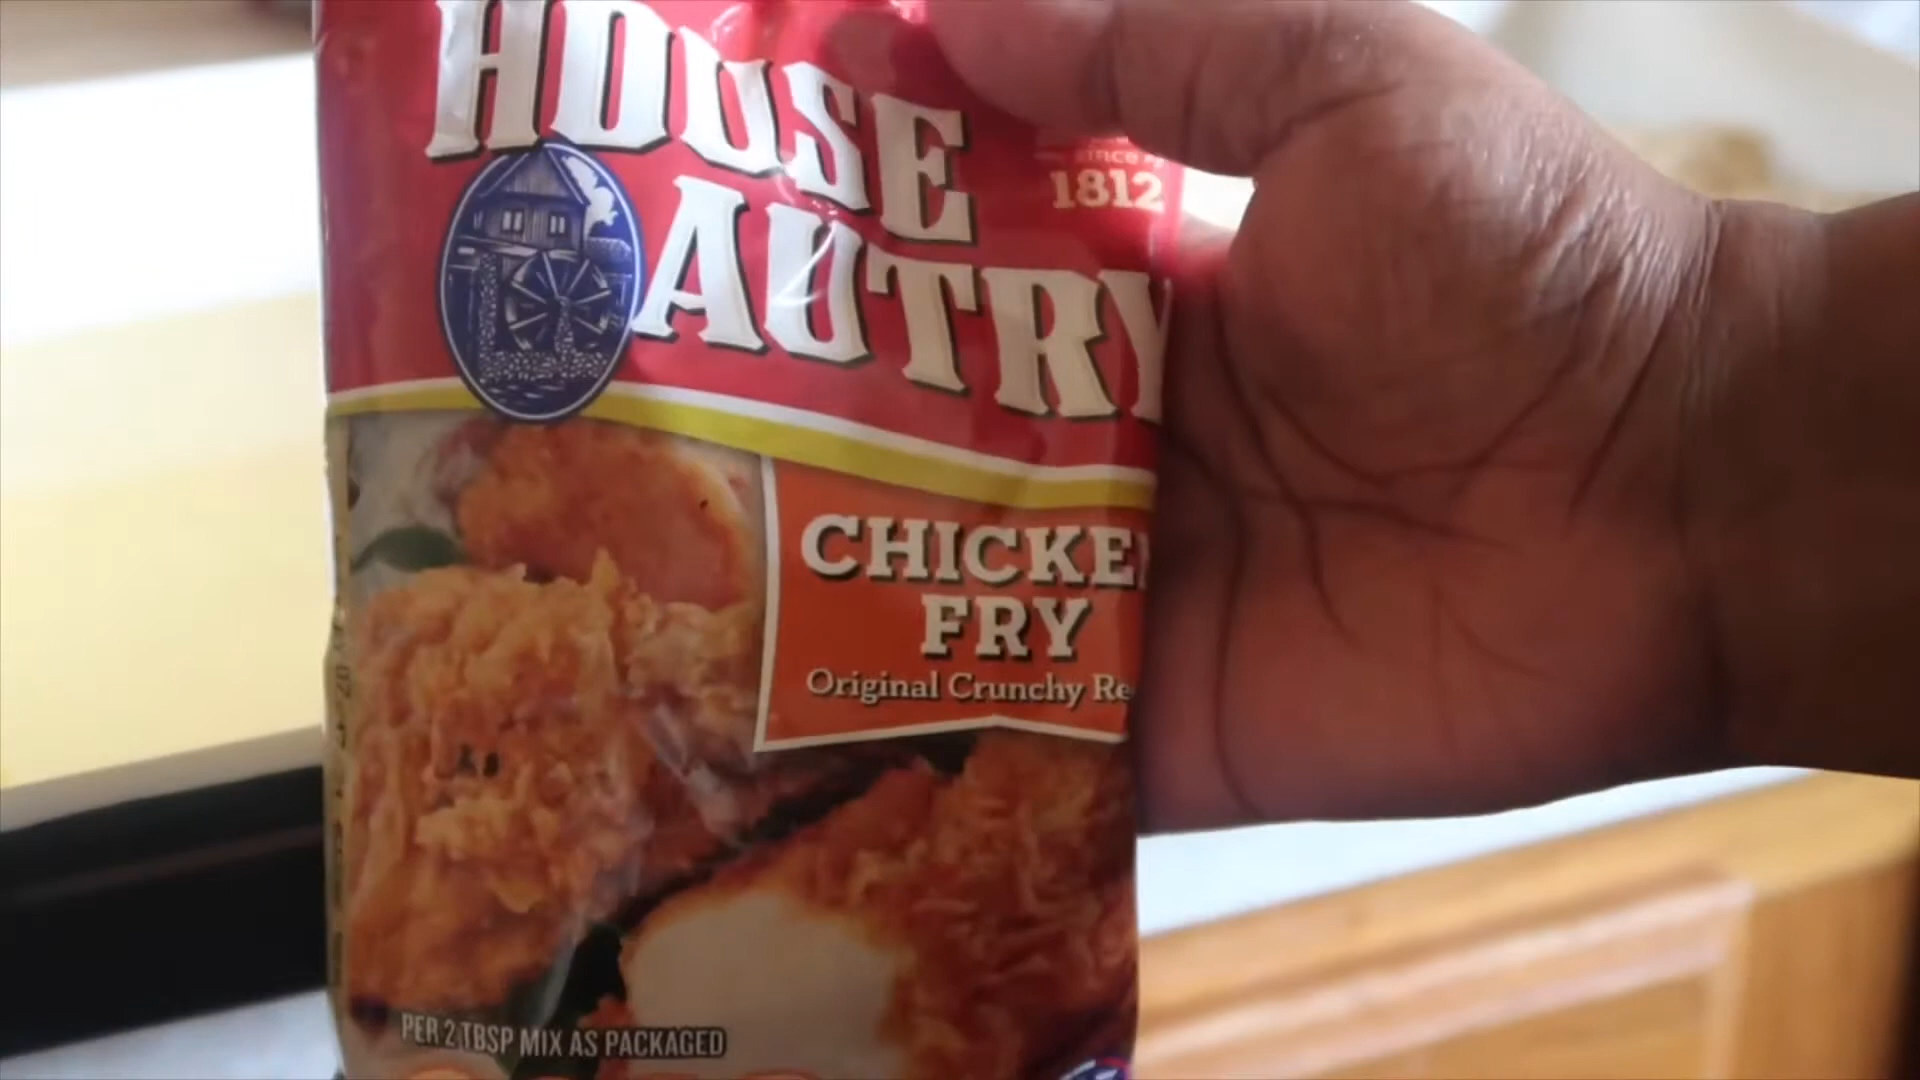 HOUSE
AUTRY
since
1812
CHICKE
FRY
Original Crunchy Re
PER 2 TBSP MIX AS PACKAGED